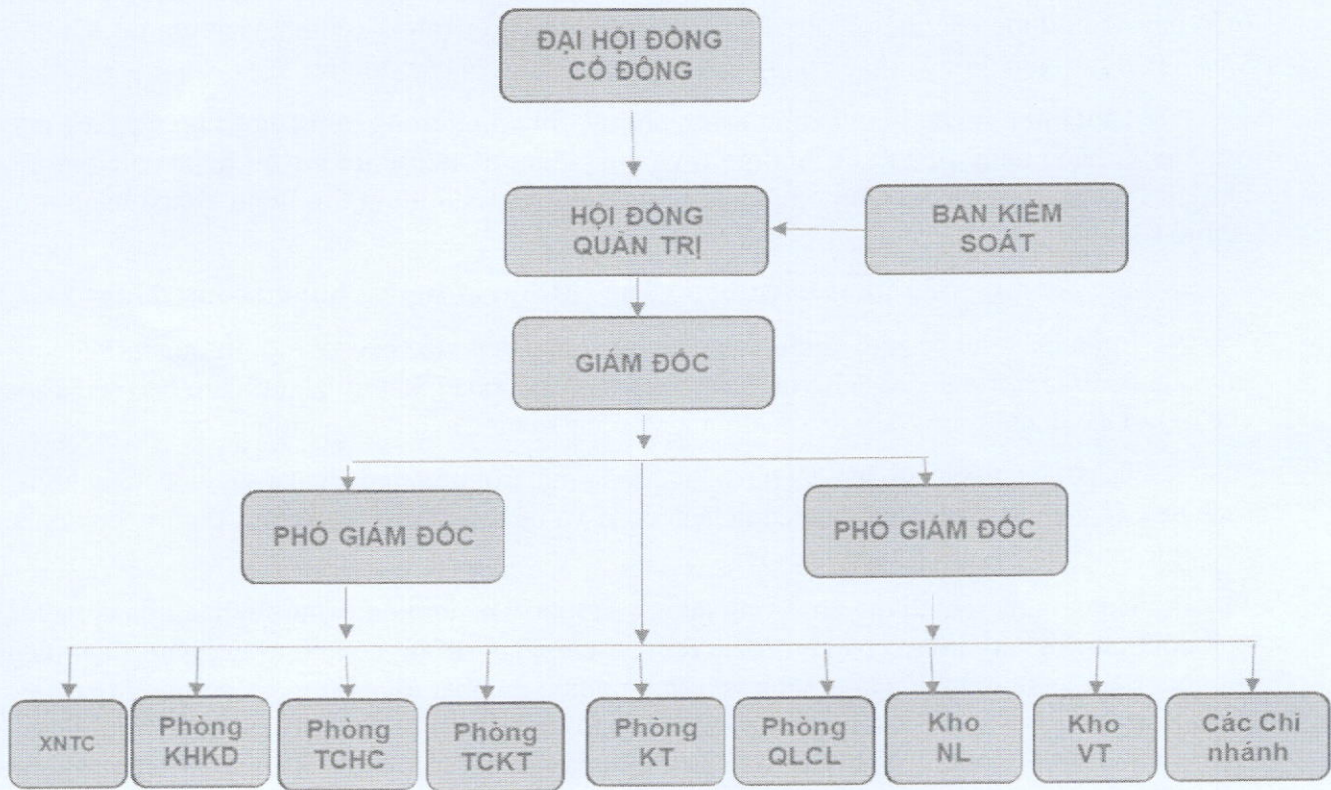 ĐẠI HỘI ĐỒNG
CỔ ĐÔNG
HỘI ĐỒNG
QUẢN TRỊ
BAN KIỂM
SOÁT
GIÁM ĐỐC
PHÓ GIÁM ĐỐC
PHÓ GIÁM ĐỐC
XNTC
Phòng
KHKD
Phòng
TCHC
Phòng
TCKT
Phòng
KT
Phòng
QLCL
Kho
NL
Kho
VT
Các Chi
nhánh